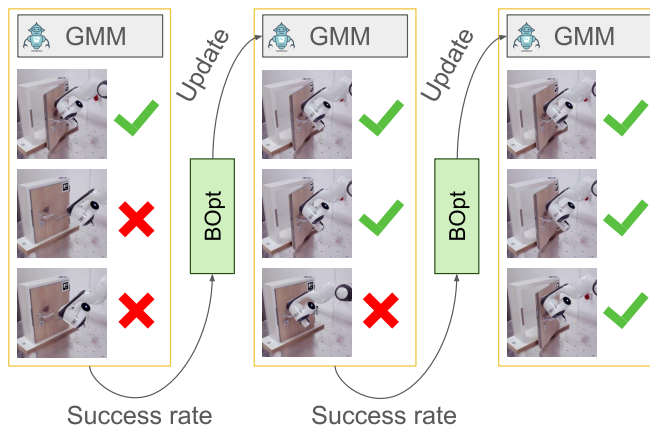 GMM
Update
GMM
Update
GMM
BOpt
BOpt
Success rate
Success rate